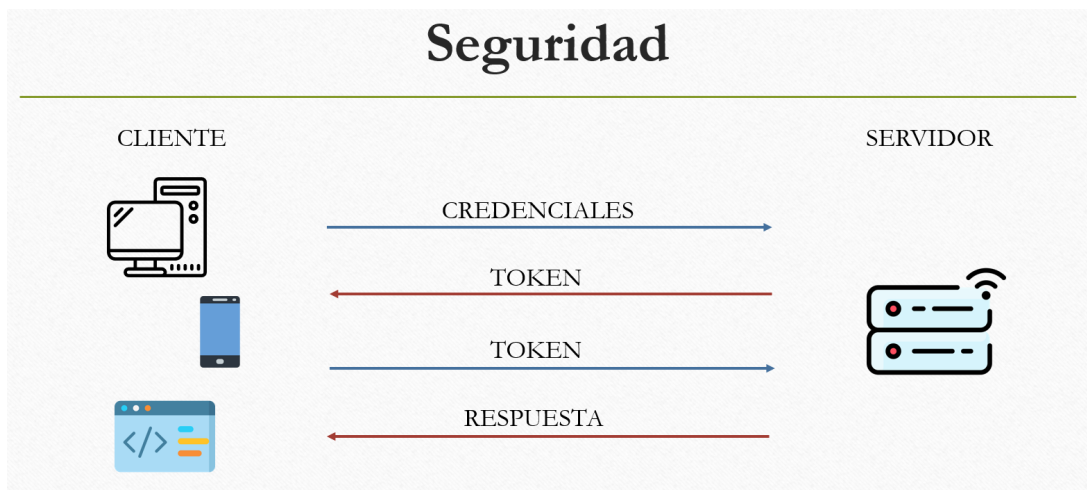 Seguridad
CLIENTE
SERVIDOR
CREDENCIALES
TOKEN
TOKEN
RESPUESTA
</>